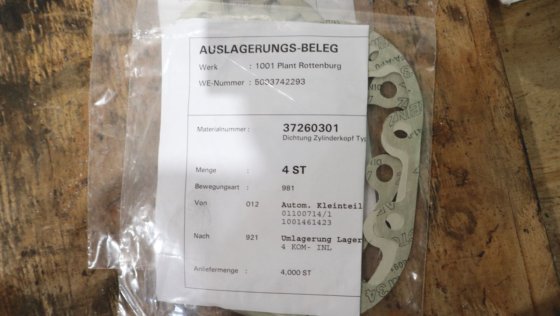 AUSLAGERUNGS-BELEG
Werk : 1001 Plant Rottenburg
WE-Nummer : 5003742293
Materialnummer: 37260301
Dichtung Zylinderkopf Typ
Menge : 4 ST
Bewegungsart : 981
Von 012 Autom. Kleinteil
01100714/1
1001461423
Nach 921 Umlagerung Lager
4 KOM- INL
Anliefermenge : 4,000 ST